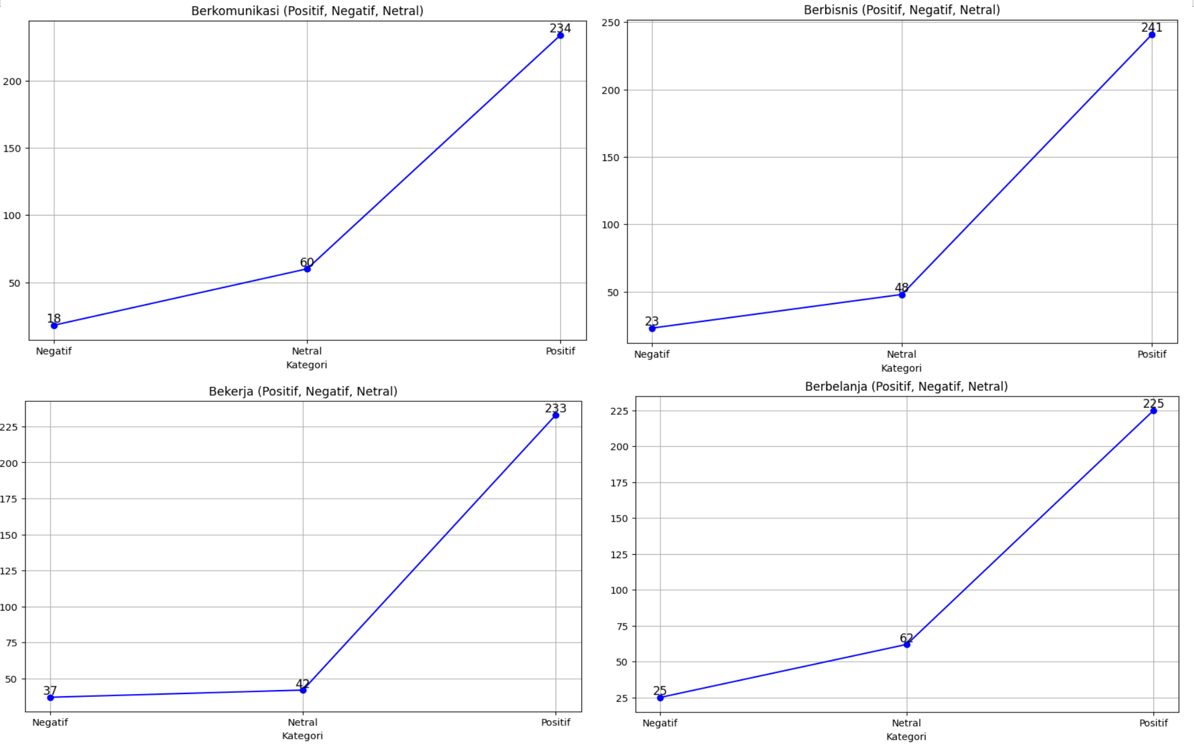 Berkomunikasi (Positif, Negatif, Netral)
234
200
150
100
60
50
18
Negatif
Netral
Positif
Kategori
Berbisnis (Positif, Negatif, Netral)
250
241
200
150
100
50
48
23
Negatif
Netral
Positif
Kategori
Bekerja (Positif, Negatif, Netral)
233
225
200
175
150
125
100
75
50
42
37
Negatif
Netral
Positif
Kategori
Berbelanja (Positif, Negatif, Netral)
225
225
200
175
150
125
100
75
62
50
25
25
Negatif
Netral
Positif
Kategori